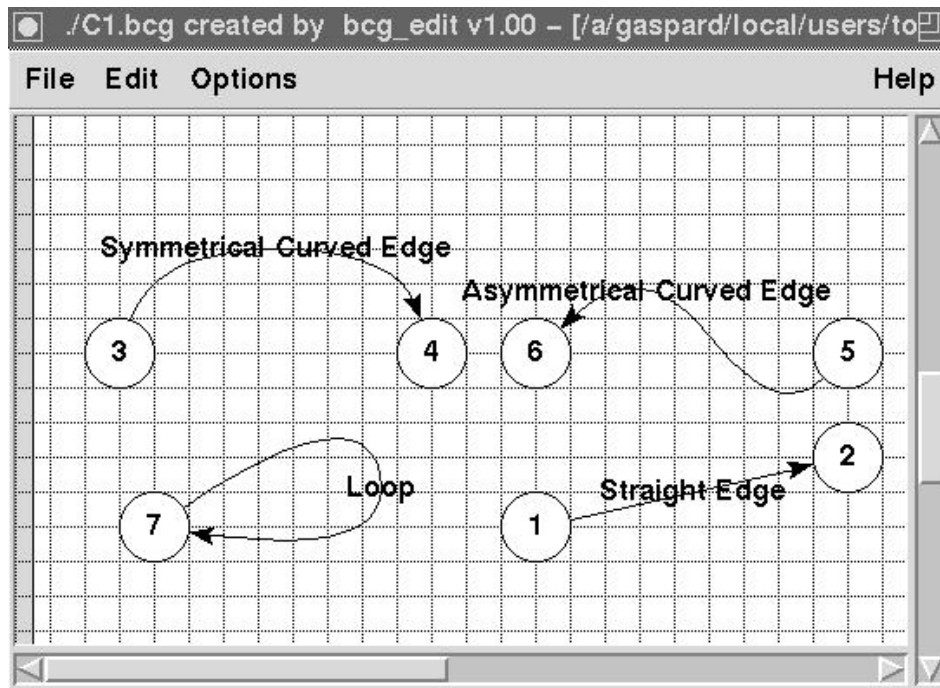 ./C1.bcg created by bcg_edit v1.00 – [/a/gaspard/local/users/to
File Edit Options Help
Symmetrical Curved Edge
Asymmetrical Curved Edge
3 4 6 5
2
Loop
Straight Edge
7 1